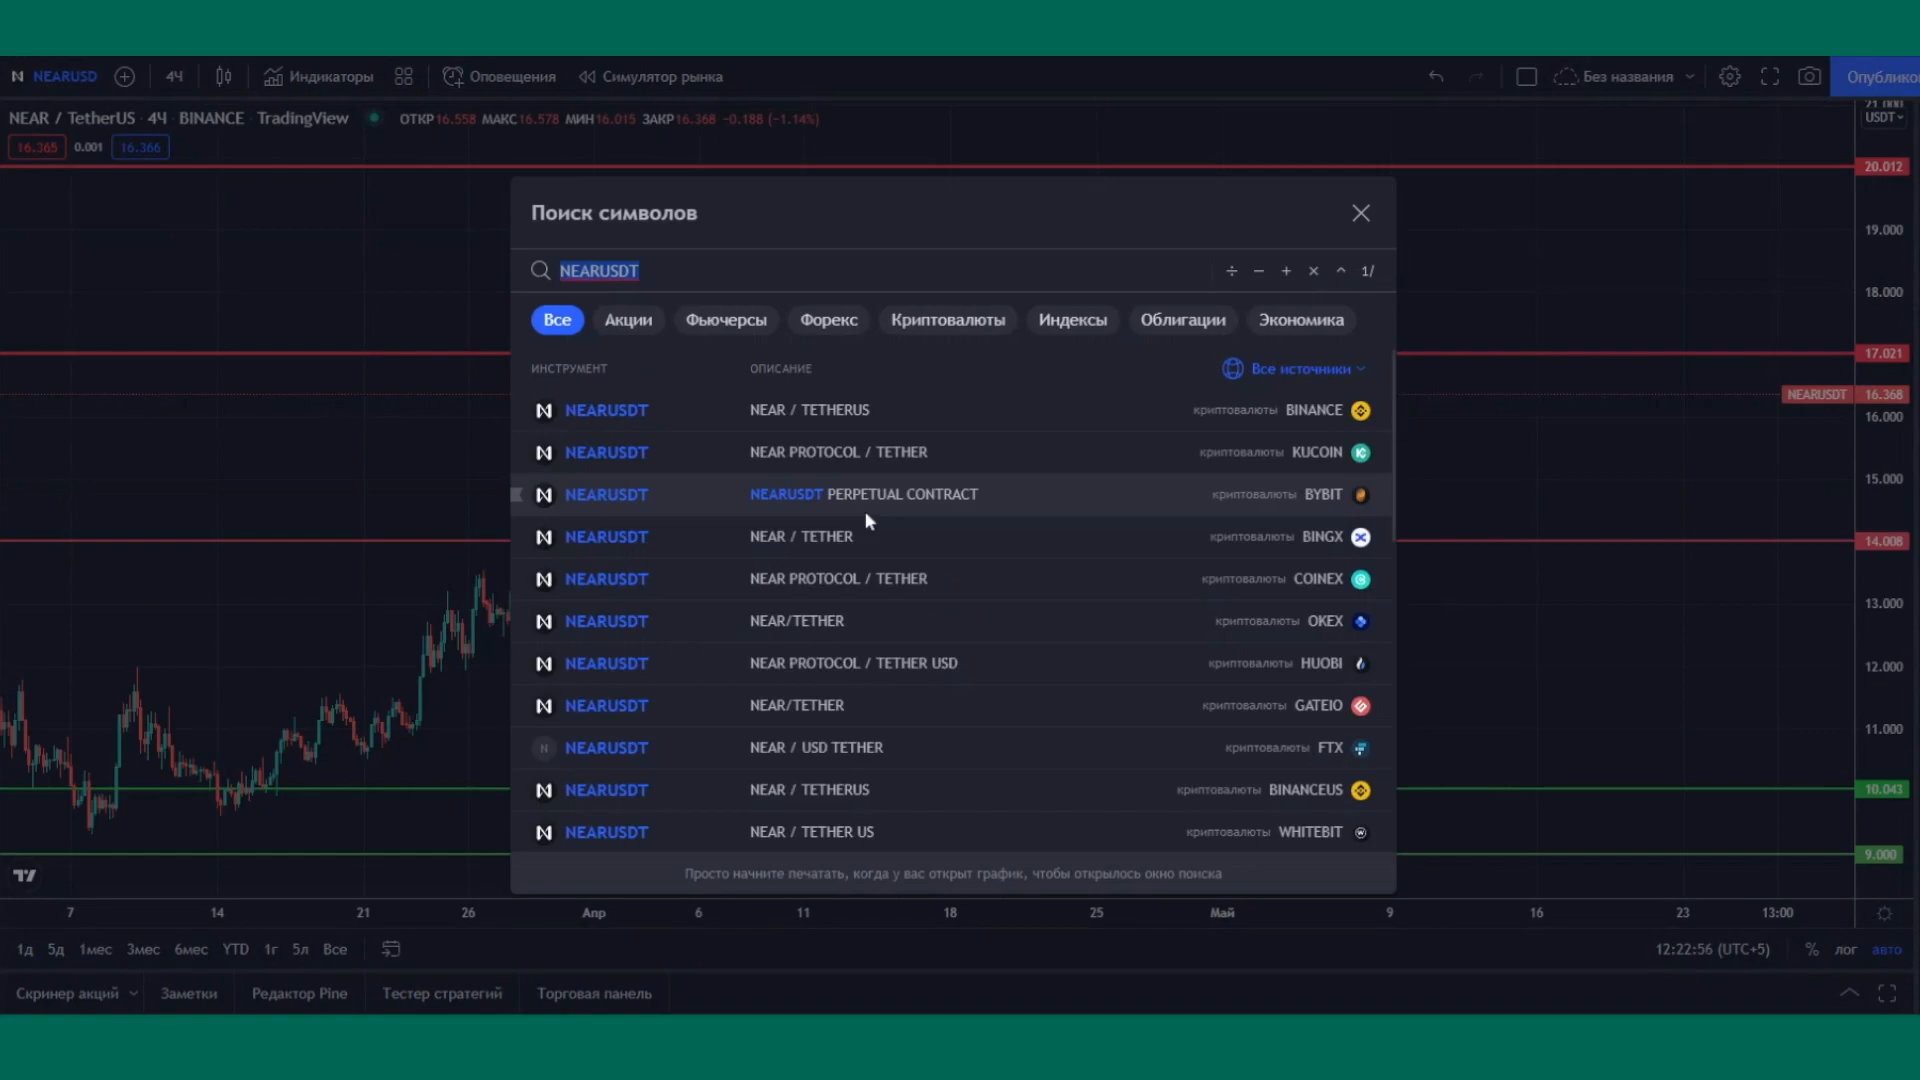 NEARUSD 4Ч Индикаторы Оповещения Симулятор рынка Без названия
NEAR / TetherUS · 4Ч · BINANCE · TradingView ОТКР16.558 МАКС16.578 МИН16.015 ЗАКР16.368 −0.188 (−1.14%)
16.365 0.001 16.366
USDT
20.012
19.000
18.000
17.021
NEARUSDT 16.368
16.000
15.000
14.008
13.000
12.000
11.000
10.043
9.000
Поиск символов
NEARUSDT ÷ − + × ^ 1/
Все Акции Фьючерсы Форекс Криптовалюты Индексы Облигации Экономика
ИНСТРУМЕНТ ОПИСАНИЕ Все источники
NEARUSDT NEAR / TETHERUS криптовалюты BINANCE
NEARUSDT NEAR PROTOCOL / TETHER криптовалюты KUCOIN
NEARUSDT NEARUSDT PERPETUAL CONTRACT криптовалюты BYBIT
NEARUSDT NEAR / TETHER криптовалюты BINGX
NEARUSDT NEAR PROTOCOL / TETHER криптовалюты COINEX
NEARUSDT NEAR/TETHER криптовалюты OKEX
NEARUSDT NEAR PROTOCOL / TETHER USD криптовалюты HUOBI
NEARUSDT NEAR/TETHER криптовалюты GATEIO
N NEARUSDT NEAR / USD TETHER криптовалюты FTX
NEARUSDT NEAR / TETHERUS криптовалюты BINANCEUS
NEARUSDT NEAR / TETHER US криптовалюты WHITEBIT
Просто начните печатать, когда у вас открыт график, чтобы открылось окно поиска
7 14 21 26 Апр 6 11 18 25 Май 9 16 23 13:00
1д 5д 1мес 3мес 6мес YTD 1г 5л Все 12:22:56 (UTC+5) % лог авто
Скринер акций Заметки Редактор Pine Тестер стратегий Торговая панель